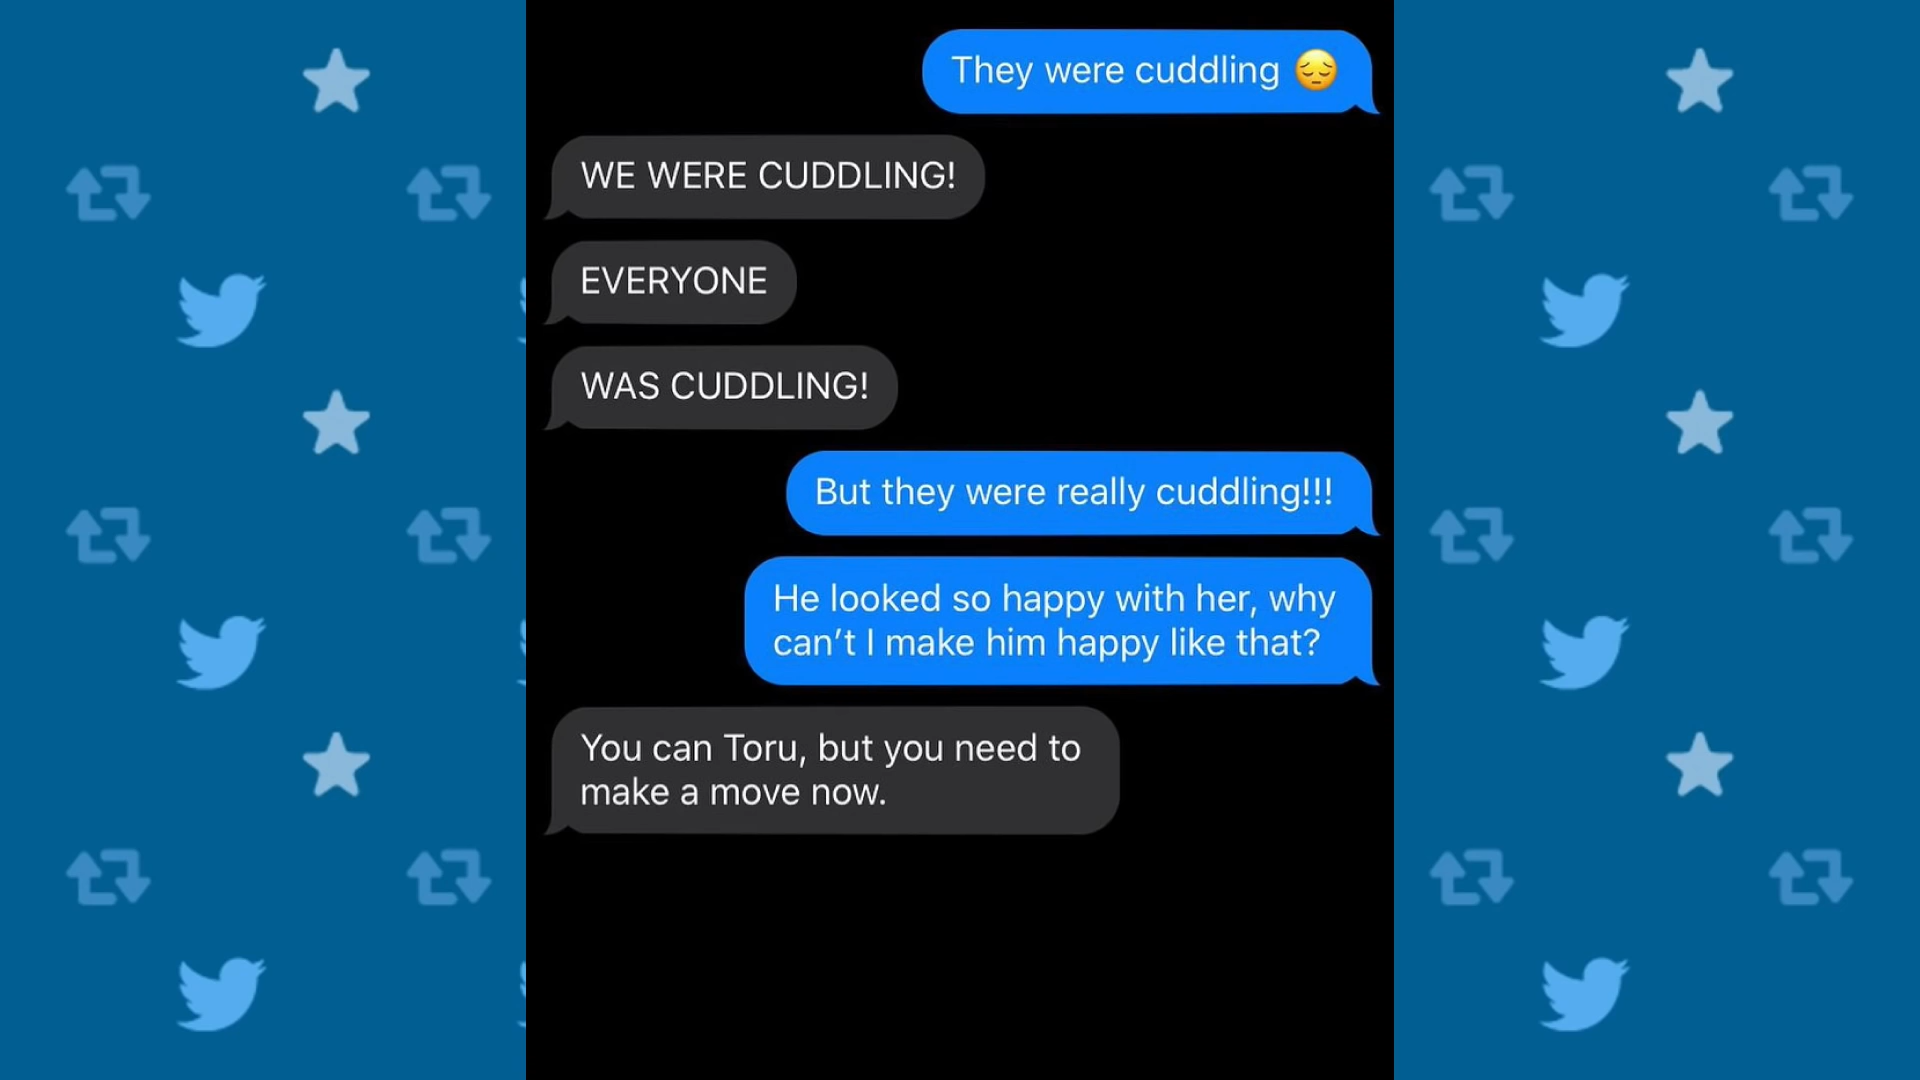 They were cuddling 😔
WE WERE CUDDLING!
EVERYONE
WAS CUDDLING!
But they were really cuddling!!!
He looked so happy with her, why
can’t I make him happy like that?
You can Toru, but you need to
make a move now.